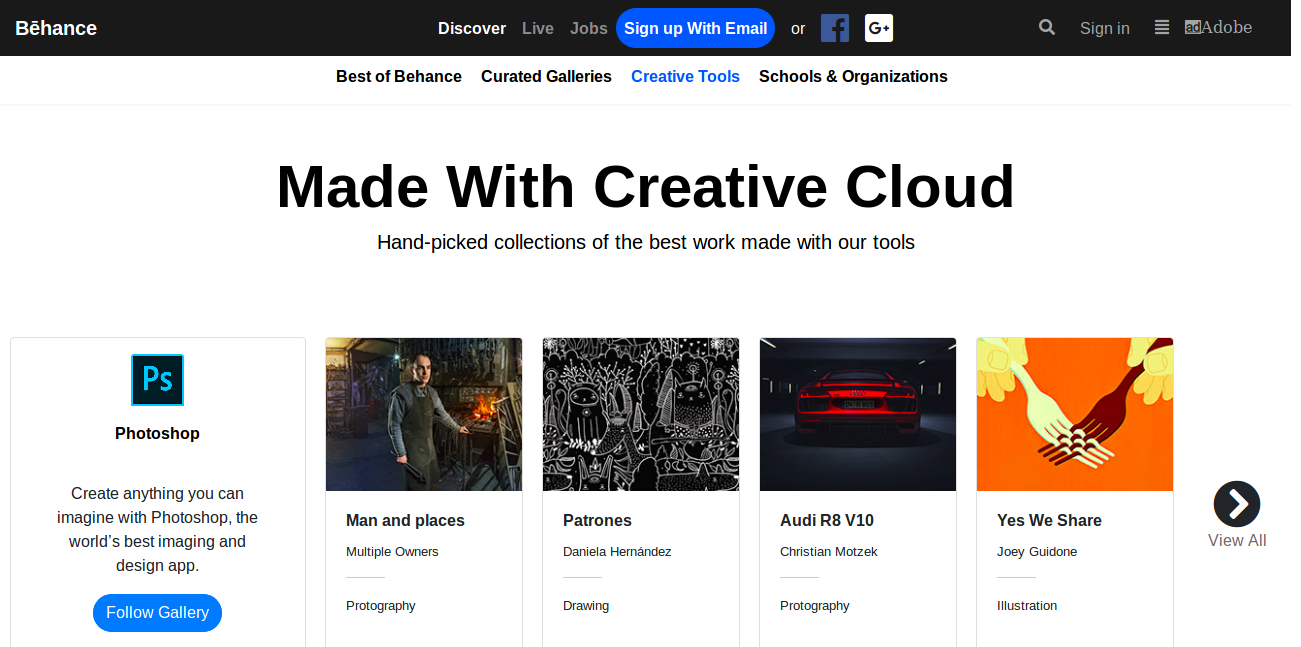 Bēhance Discover Live Jobs Sign up With Email or G+ Sign in ad Adobe
Best of Behance Curated Galleries Creative Tools Schools & Organizations
Made With Creative Cloud
Hand-picked collections of the best work made with our tools
Ps
Photoshop
Create anything you can
imagine with Photoshop, the
world’s best imaging and
design app.
Follow Gallery
Man and places
Multiple Owners
Protography
Patrones
Daniela Hernández
Drawing
Audi R8 V10
Christian Motzek
Protography
Yes We Share
Joey Guidone
Illustration
View All